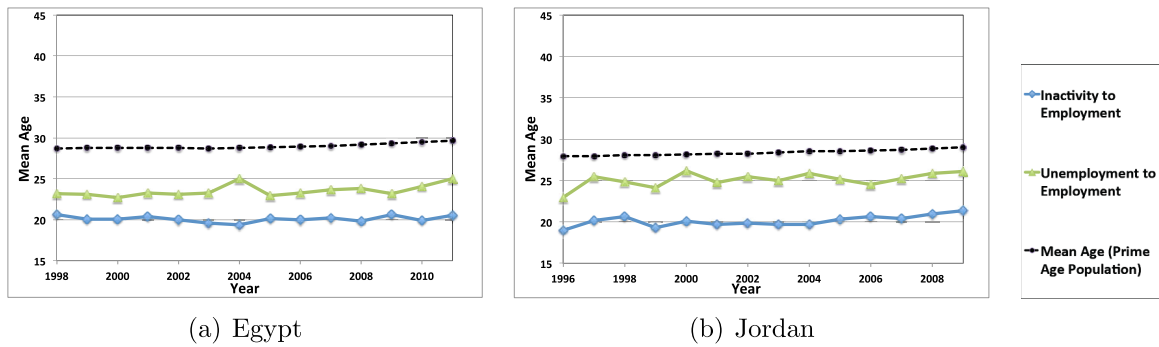 45
40
35
30
25
20
15
Mean Age
1998 2000 2002 2004 2006 2008 2010
Year
(a) Egypt
45
40
35
30
25
20
15
Mean Age
1996 1998 2000 2002 2004 2006 2008
Year
(b) Jordan
Inactivity to
Employment
Unemployment to
Employment
Mean Age (Prime
Age Population)